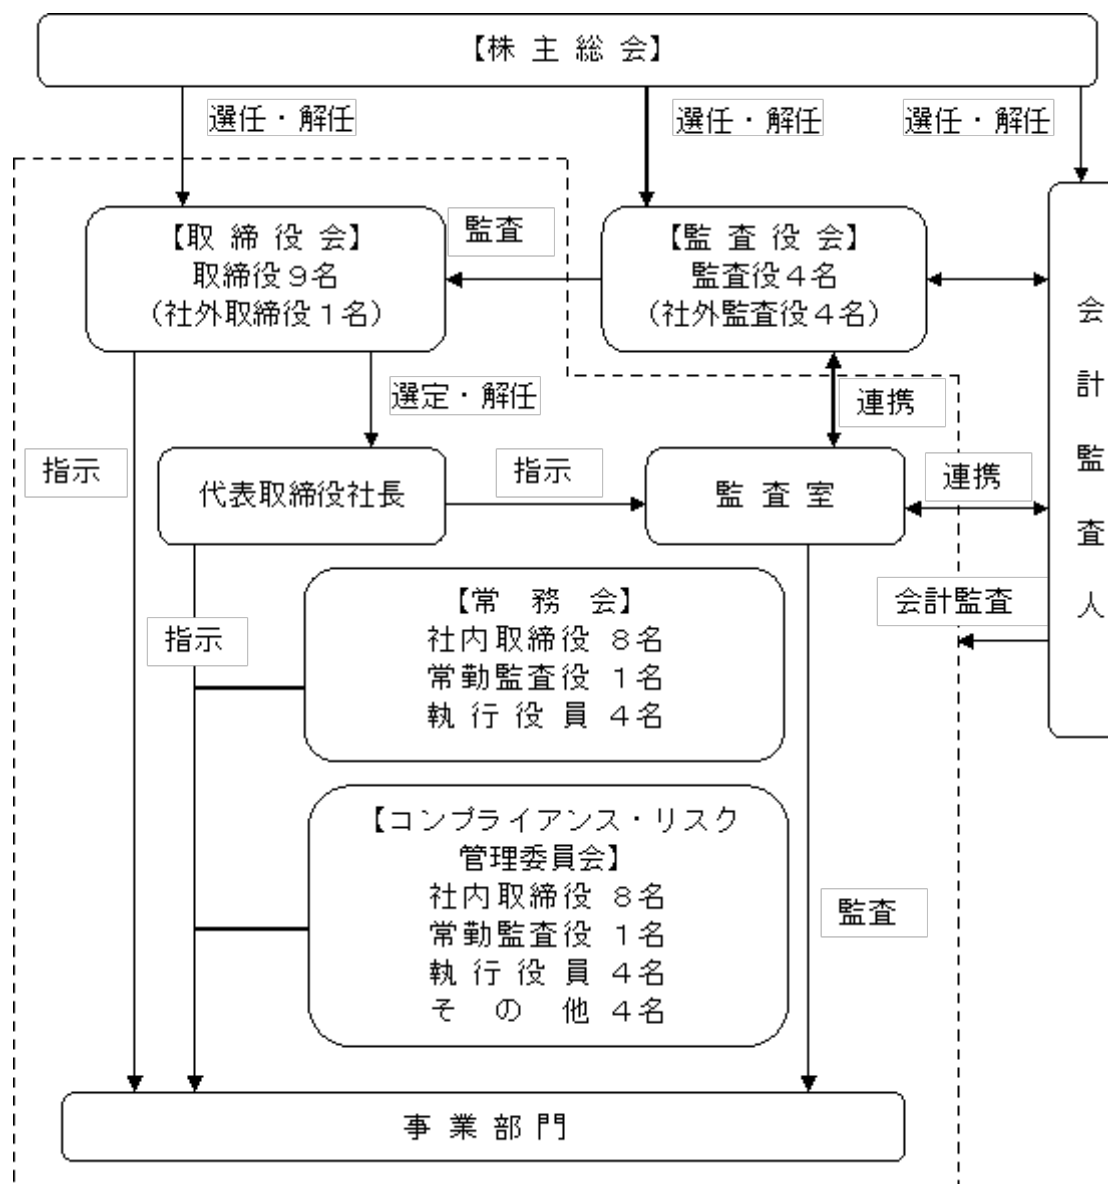 【株 主 総 会】
選任・解任
選任・解任
選任・解任
【取 締 役 会】
取締役９名
（社外取締役１名）
監査
【監 査 役 会】
監査役４名
（社外監査役４名）
会計監査人
選定・解任
連携
指示
代表取締役社長
指示
監 査 室
連携
会計監査
指示
【常　務　会】
社内取締役 ８名
常勤監査役 １名
執 行 役 員 ４名
【コンプライアンス・リスク
管理委員会】
社内取締役 ８名
常勤監査役 １名
執 行 役 員 ４名
そ　の　他 ４名
監査
事 業 部 門